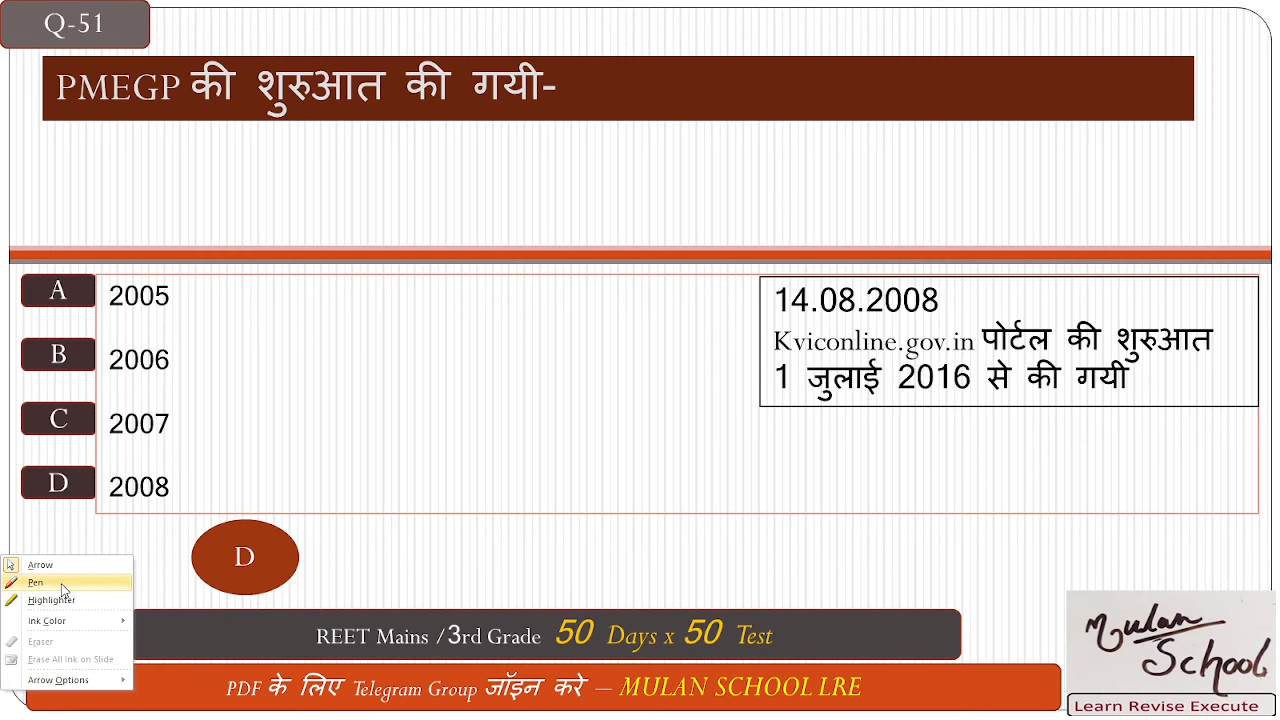 Q-51
PMEGP की शुरुआत की गयी-
A 2005
B 2006
C 2007
D 2008
14.08.2008
Kviconline.gov.in पोर्टल की शुरुआत
1 जुलाई 2016 से की गयी
D
Arrow
Pen
Highlighter
Ink Color
Eraser
Erase All Ink on Slide
Arrow Options
REET Mains /3rd Grade 50 Days x 50 Test
PDF के लिए Telegram Group जॉइन करे – MULAN SCHOOL LRE
Mulan
School
Learn Revise Execute